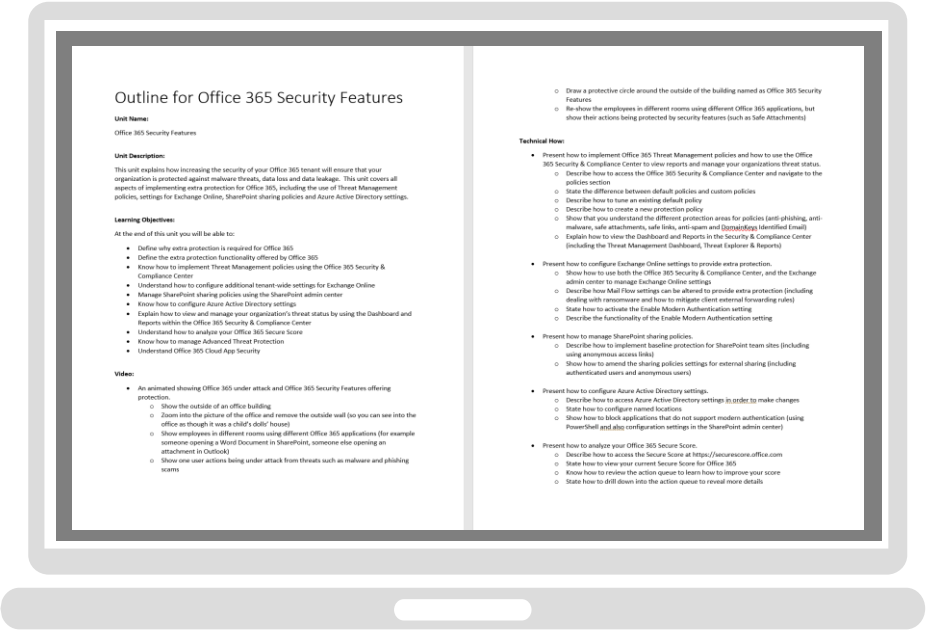 Outline for Office 365 Security Features
Unit Name:
Office 365 Security Features
Unit Description:
This unit explains how increasing the security of your Office 365 tenant will ensure that your
organization is protected against malware threats, data loss and data leakage. This unit covers all
aspects of implementing extra protection for Office 365, including the use of Threat Management
policies, settings for Exchange Online, SharePoint sharing policies and Azure Active Directory settings.
Learning Objectives:
At the end of this unit you will be able to:
• Define why extra protection is required for Office 365
• Define the extra protection functionality offered by Office 365
• Know how to implement Threat Management policies using the Office 365 Security &
Compliance Center
• Understand how to configure additional tenant-wide settings for Exchange Online
• Manage SharePoint sharing policies using the SharePoint admin center
• Know how to configure Azure Active Directory settings
• Explain how to view and manage your organization's threat status by using the Dashboard and
Reports within the Office 365 Security & Compliance Center
• Understand how to analyze your Office 365 Secure Score
• Know how to manage Advanced Threat Protection
• Understand Office 365 Cloud App Security
Video:
• An animated showing Office 365 under attack and Office 365 Security Features offering
protection.
o Show the outside of an office building
o Zoom into the picture of the office and remove the outside wall (so you can see into the
office as though it was a child's dolls' house)
o Show employees in different rooms using different Office 365 applications (for example
someone opening a Word Document in SharePoint, someone else opening an
attachment in Outlook)
o Show one user actions being under attack from threats such as malware and phishing
scams
o Draw a protective circle around the outside of the building named as Office 365 Security
Features
o Re-show the employees in different rooms using different Office 365 applications, but
show their actions being protected by security features (such as Safe Attachments)
Technical How:
• Present how to implement Office 365 Threat Management policies and how to use the Office
365 Security & Compliance Center to view reports and manage your organizations threat status.
o Describe how to access the Office 365 Security & Compliance Center and navigate to the
policies section
o State the difference between default policies and custom policies
o Describe how to tune an existing default policy
o Describe how to create a new protection policy
o Show that you understand the different protection areas for policies (anti-phishing, anti-
malware, safe attachments, safe links, anti-spam and DomainKeys Identified Email)
o Explain how to view the Dashboard and Reports in the Security & Compliance Center
(including the Threat Management Dashboard, Threat Explorer & Reports)
• Present how to configure Exchange Online settings to provide extra protection.
o Show how to use both the Office 365 Security & Compliance Center, and the Exchange
admin center to manage Exchange Online settings
o Describe how Mail Flow settings can be altered to provide extra protection (including
dealing with ransomware and how to mitigate client external forwarding rules)
o State how to activate the Enable Modern Authentication setting
o Describe the functionality of the Enable Modern Authentication setting
• Present how to manage SharePoint sharing policies.
o Describe how to implement baseline protection for SharePoint team sites (including
using anonymous access links)
o Show how to amend the sharing policies settings for external sharing (including
authenticated users and anonymous users)
• Present how to configure Azure Active Directory settings.
o Describe how to access Azure Active Directory settings in order to make changes
o State how to configure named locations
o Show how to block applications that do not support modern authentication (using
PowerShell and also configuration settings in the SharePoint admin center)
• Present how to analyze your Office 365 Secure Score.
o Describe how to access the Secure Score at https://securescore.office.com
o State how to view your current Secure Score for Office 365
o Know how to review the action queue to learn how to improve your score
o State how to drill down into the action queue to reveal more details